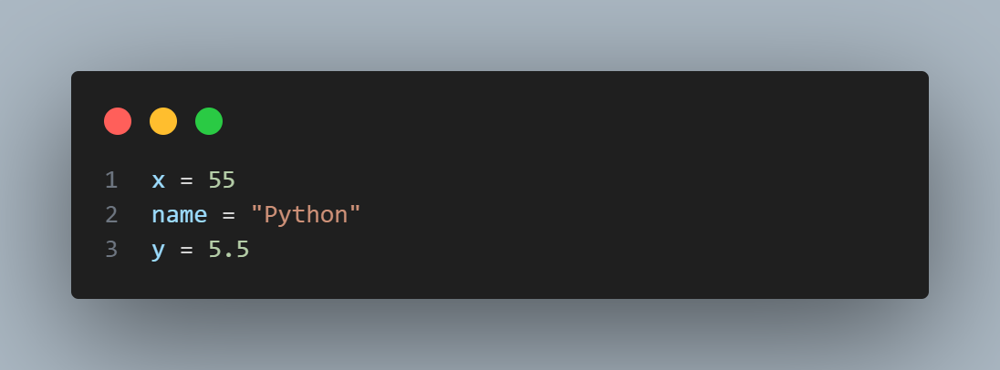 1 x = 55
2 name = "Python"
3 y = 5.5